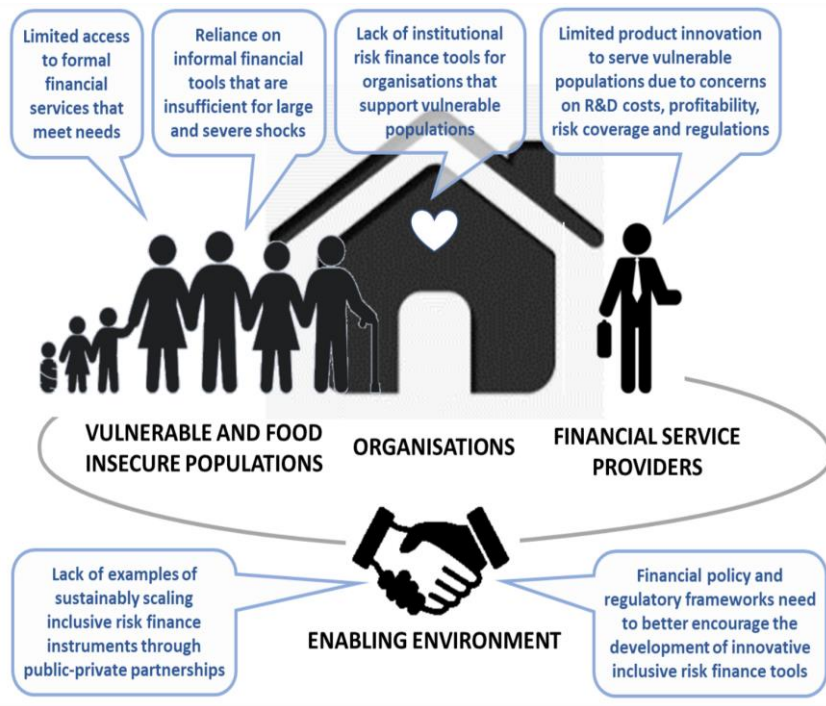 Limited access
to formal
financial
services that
meet needs
Reliance on
informal financial
tools that are
insufficient for large
and severe shocks
Lack of institutional
risk finance tools for
organisations that
support vulnerable
populations
Limited product innovation
to serve vulnerable
populations due to concerns
on R&D costs, profitability,
risk coverage and regulations
VULNERABLE AND FOOD
INSECURE POPULATIONS
ORGANISATIONS
FINANCIAL SERVICE
PROVIDERS
Lack of examples of
sustainably scaling
inclusive risk finance
instruments through
public-private partnerships
ENABLING ENVIRONMENT
Financial policy and
regulatory frameworks need
to better encourage the
development of innovative
inclusive risk finance tools